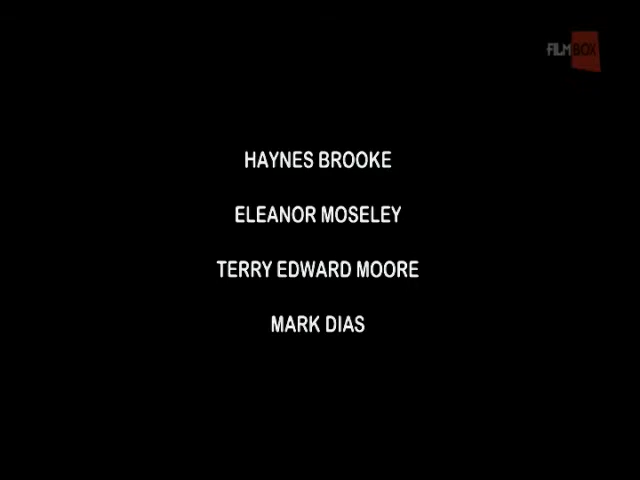 FILMBOX
HAYNES BROOKE
ELEANOR MOSELEY
TERRY EDWARD MOORE
MARK DIAS